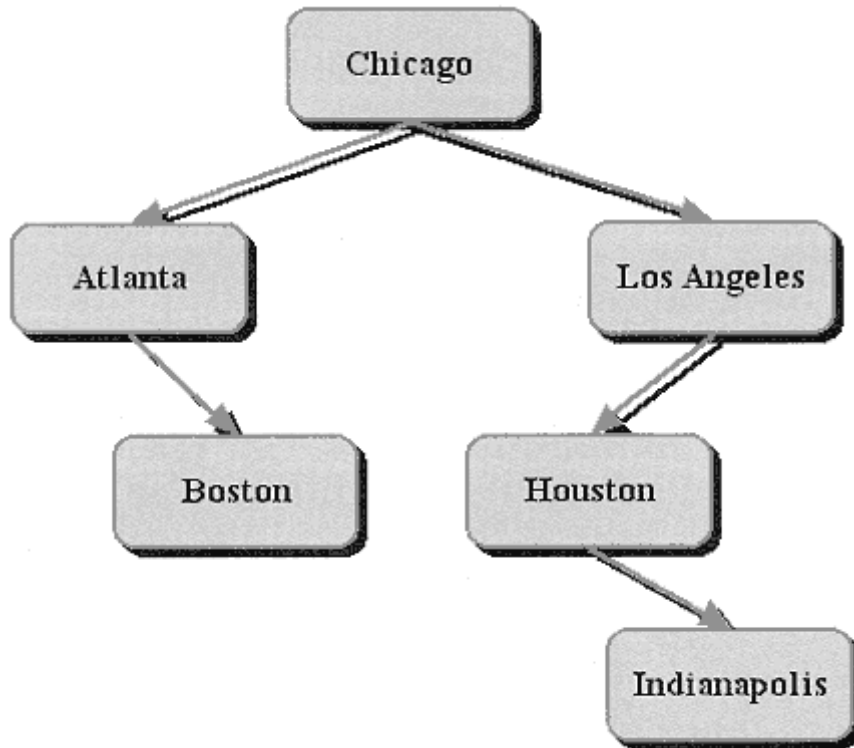 Chicago
Atlanta
Los Angeles
Boston
Houston
Indianapolis